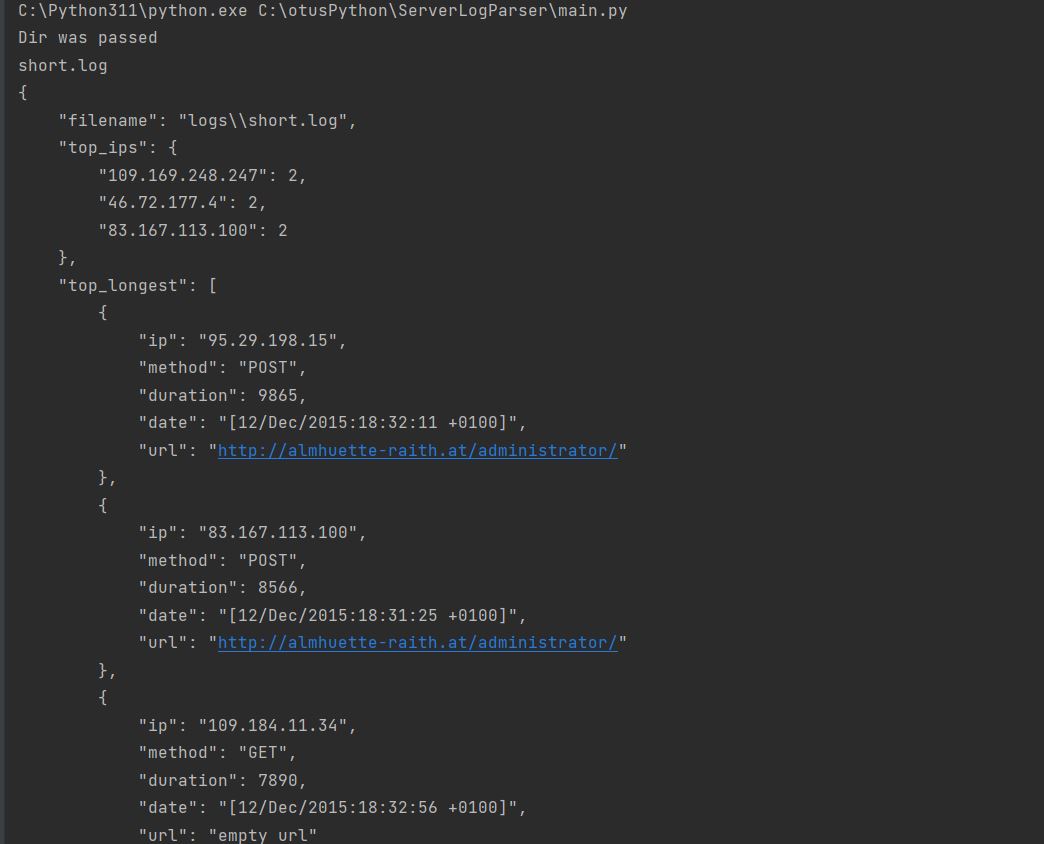 C:\Python311\python.exe C:\otusPython\ServerLogParser\main.py
Dir was passed
short.log
{
    "filename": "logs\\short.log",
    "top_ips": {
        "109.169.248.247": 2,
        "46.72.177.4": 2,
        "83.167.113.100": 2
    },
    "top_longest": [
        {
            "ip": "95.29.198.15",
            "method": "POST",
            "duration": 9865,
            "date": "[12/Dec/2015:18:32:11 +0100]",
            "url": "http://almhuette-raith.at/administrator/"
        },
        {
            "ip": "83.167.113.100",
            "method": "POST",
            "duration": 8566,
            "date": "[12/Dec/2015:18:31:25 +0100]",
            "url": "http://almhuette-raith.at/administrator/"
        },
        {
            "ip": "109.184.11.34",
            "method": "GET",
            "duration": 7890,
            "date": "[12/Dec/2015:18:32:56 +0100]",
            "url": "empty url"